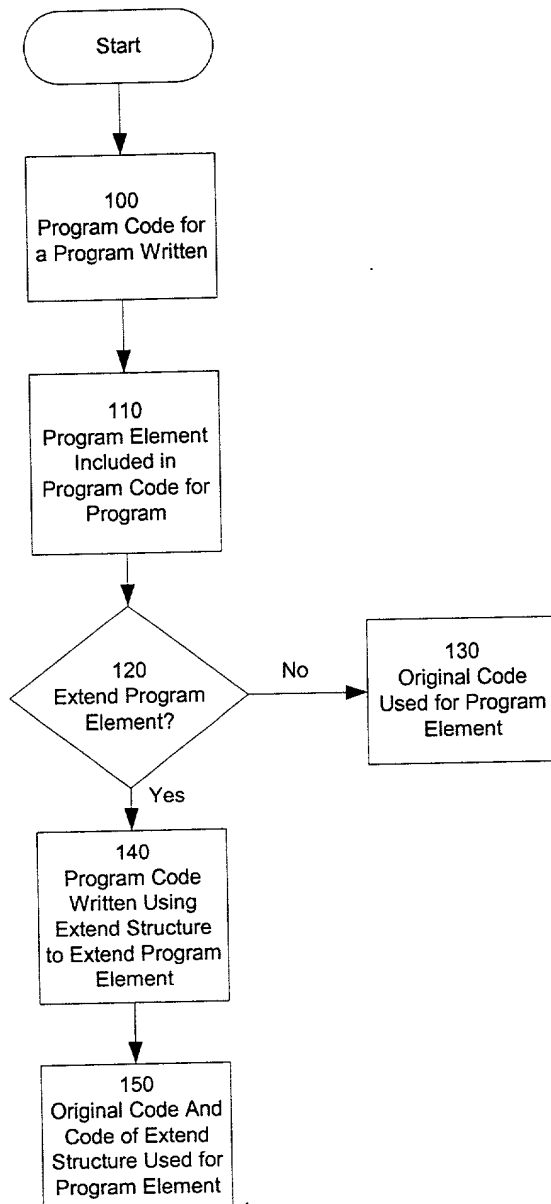 Start
100
Program Code for
a Program Written
110
Program Element
Included in
Program Code for
Program
120
Extend Program
Element?
No
130
Original Code
Used for Program
Element
Yes
140
Program Code
Written Using
Extend Structure
to Extend Program
Element
150
Original Code And
Code of Extend
Structure Used for
Program Element